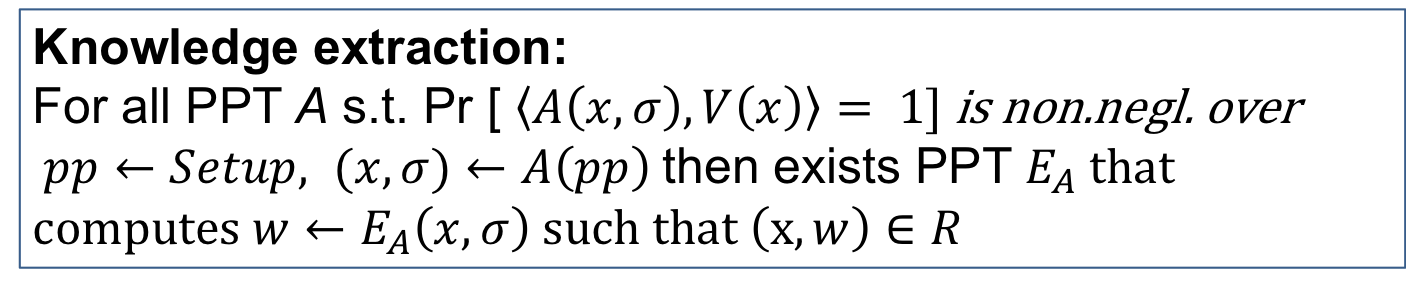 Knowledge extraction:
For all PPT A s.t. Pr [ ⟨A(x, σ), V(x)⟩ = 1] is non.negl. over
pp ← Setup, (x, σ) ← A(pp) then exists PPT E_A that
computes w ← E_A(x, σ) such that (x, w) ∈ R